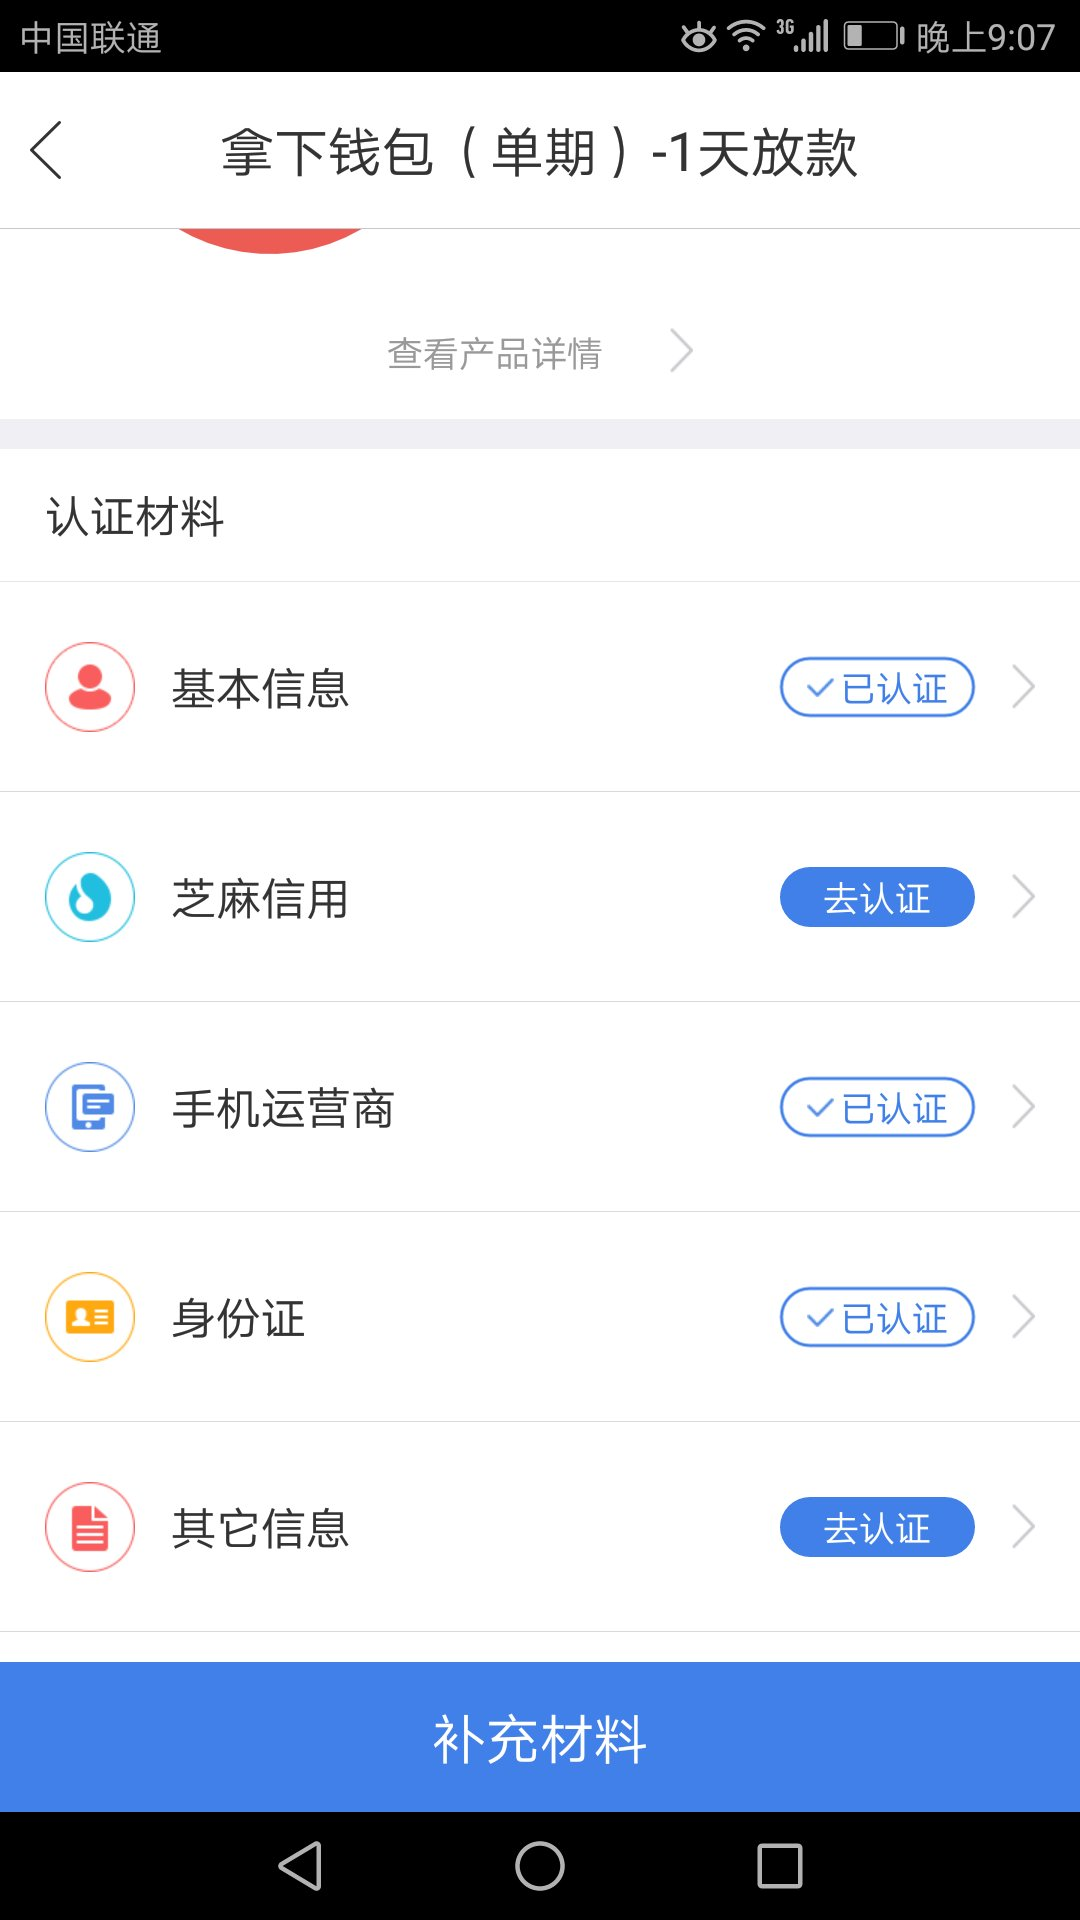 中国联通
3G 晚上9:07
拿下钱包（单期）-1天放款
查看产品详情
认证材料
基本信息 已认证
芝麻信用 去认证
手机运营商 已认证
身份证 已认证
其它信息 去认证
补充材料